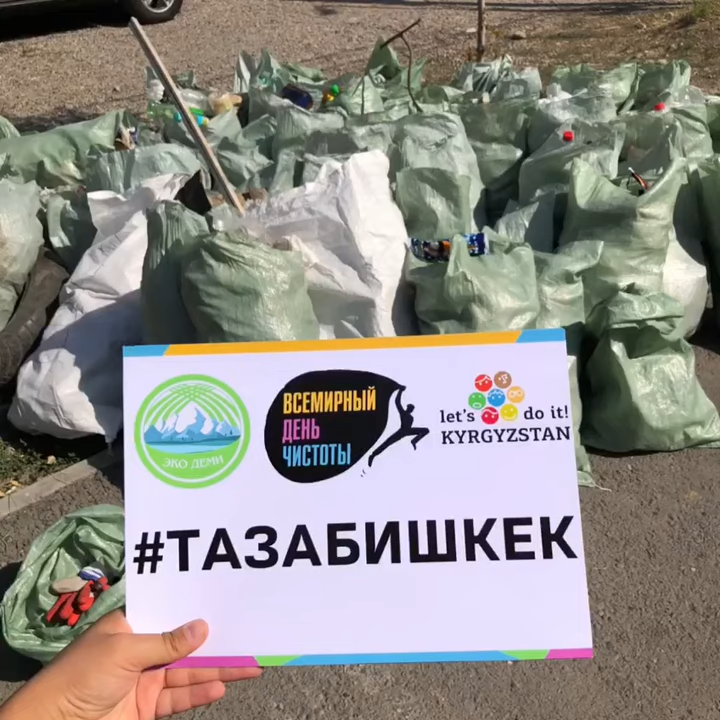 ЭКО ДЕМИ
ВСЕМИРНЫЙ
ДЕНЬ
ЧИСТОТЫ
let's do it!
KYRGYZSTAN
#ТАЗАБИШКЕК